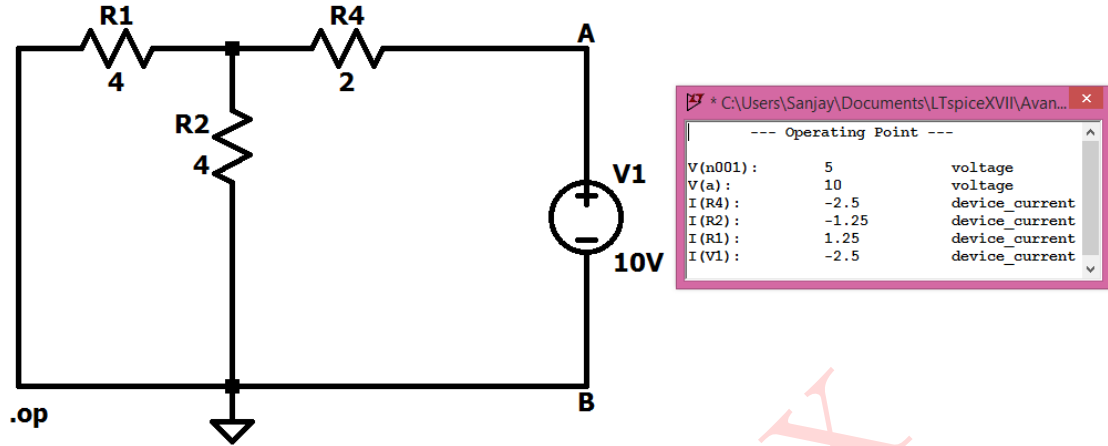 R1
4
R4
2
A
R2
4
V1
10V
B
.op
* C:\Users\Sanjay\Documents\LTspiceXVII\Avan...
--- Operating Point ---
V(n001): 5 voltage
V(a): 10 voltage
I(R4): -2.5 device_current
I(R2): -1.25 device_current
I(R1): 1.25 device_current
I(V1): -2.5 device_current